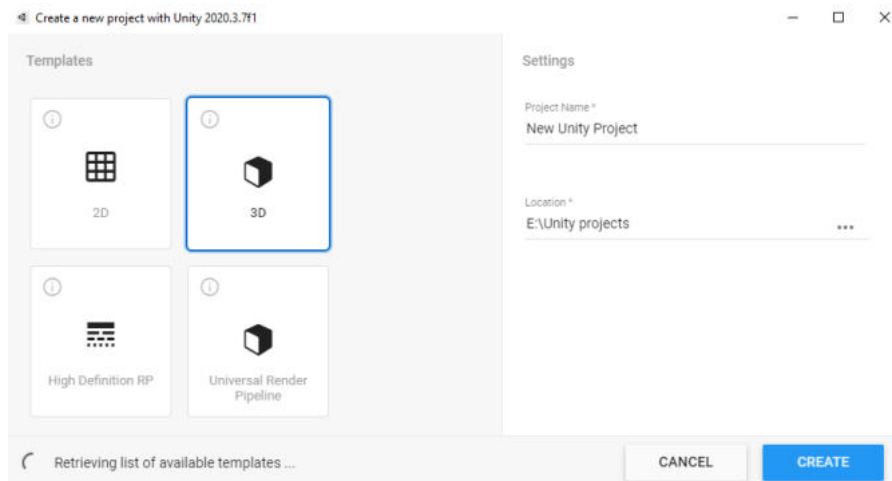 Create a new project with Unity 2020.3.7f1
Templates
2D
3D
High Definition RP
Universal Render
Pipeline
Settings
Project Name *
New Unity Project
Location *
E:\Unity projects
...
Retrieving list of available templates ...
CANCEL
CREATE